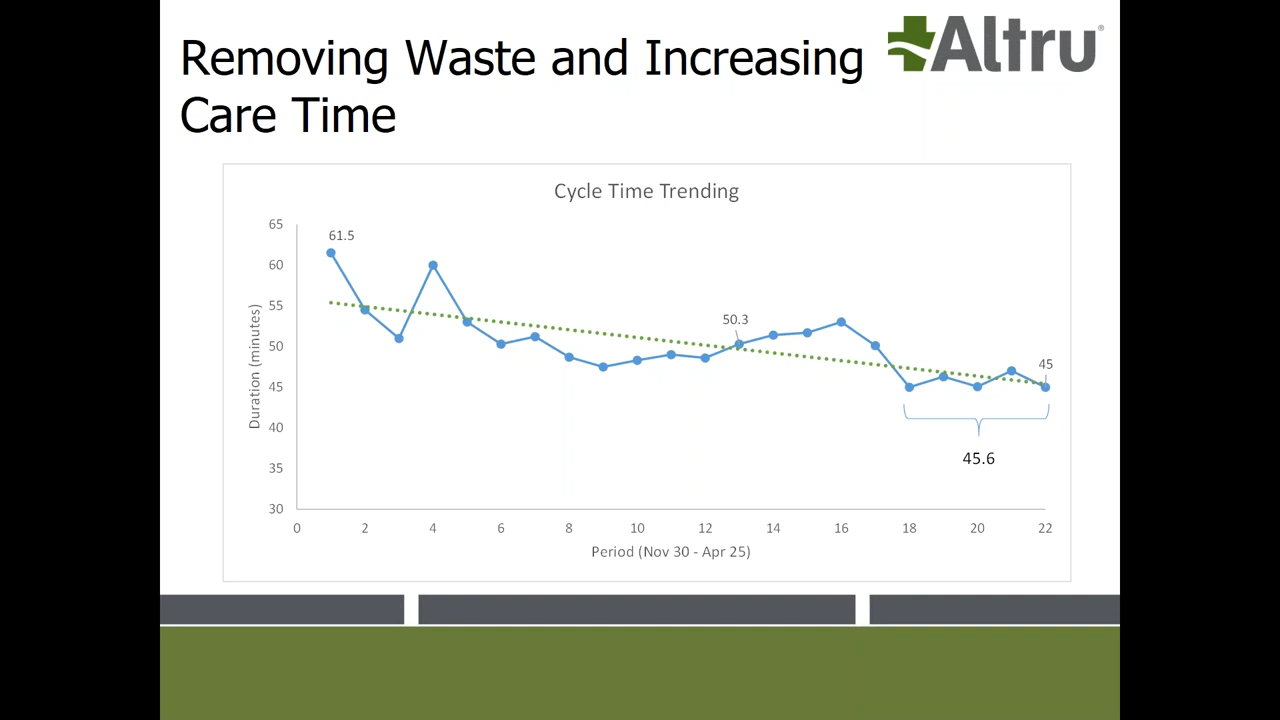 Removing Waste and Increasing
Care Time
Altru®
Cycle Time Trending
65
60
55
50
45
40
35
30
Duration (minutes)
61.5
50.3
45
45.6
0 2 4 6 8 10 12 14 16 18 20 22
Period (Nov 30 - Apr 25)